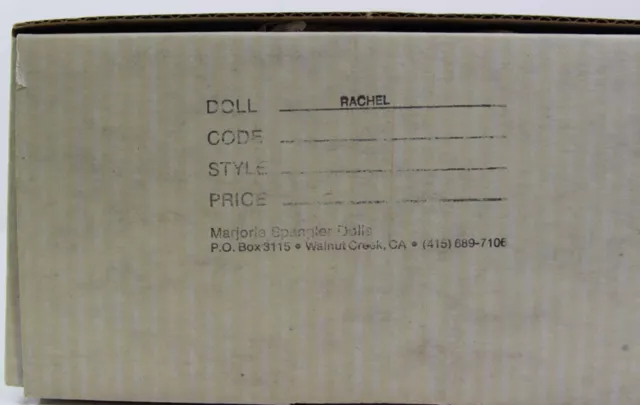 DOLL RACHEL
CODE
STYLE
PRICE
Marjorie Spangler Dolls
P.O. Box 3115 • Walnut Creek, CA • (415) 689-7106